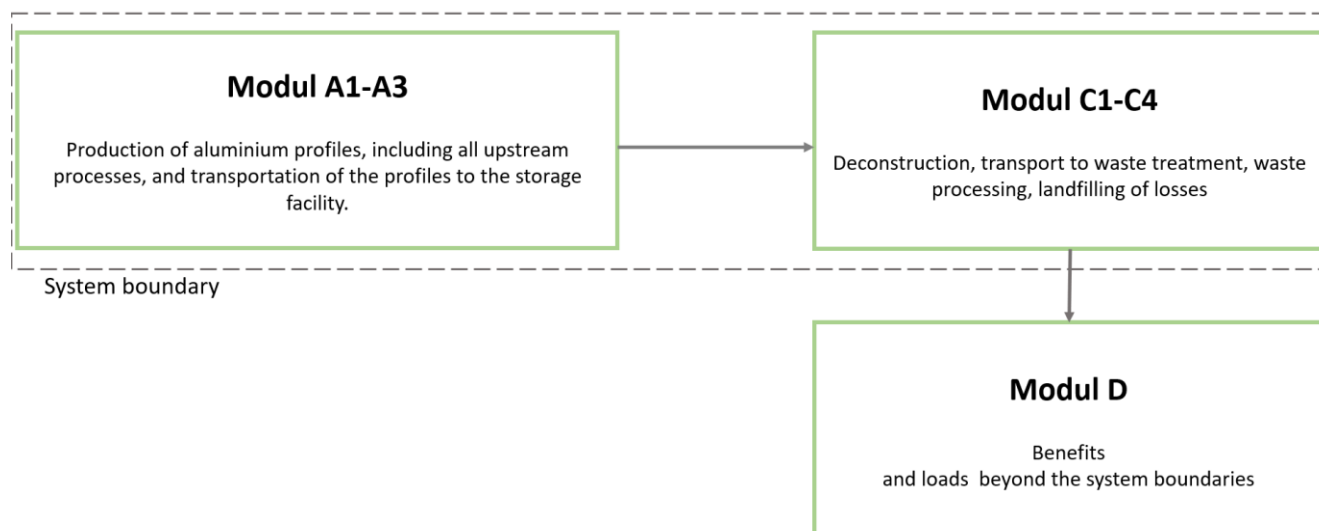 Modul A1-A3
Production of aluminium profiles, including all upstream
processes, and transportation of the profiles to the storage
facility.
Modul C1-C4
Deconstruction, transport to waste treatment, waste
processing, landfilling of losses
System boundary
Modul D
Benefits
and loads  beyond the system boundaries